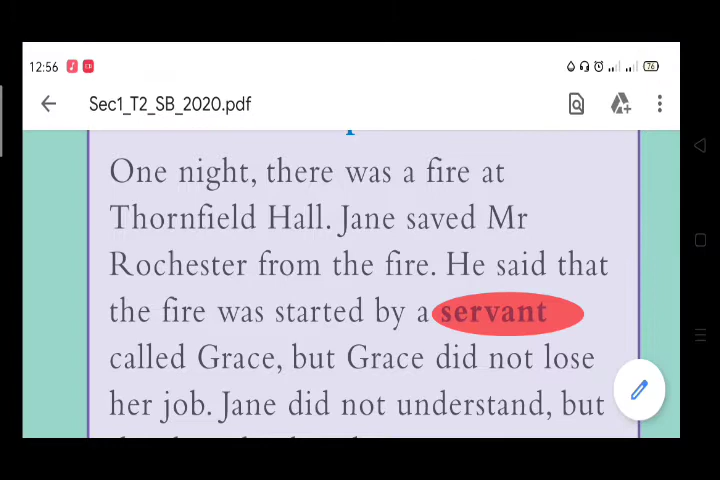 12:56
76
Sec1_T2_SB_2020.pdf
One night, there was a fire at
Thornfield Hall. Jane saved Mr
Rochester from the fire. He said that
the fire was started by a servant
called Grace, but Grace did not lose
her job. Jane did not understand, but